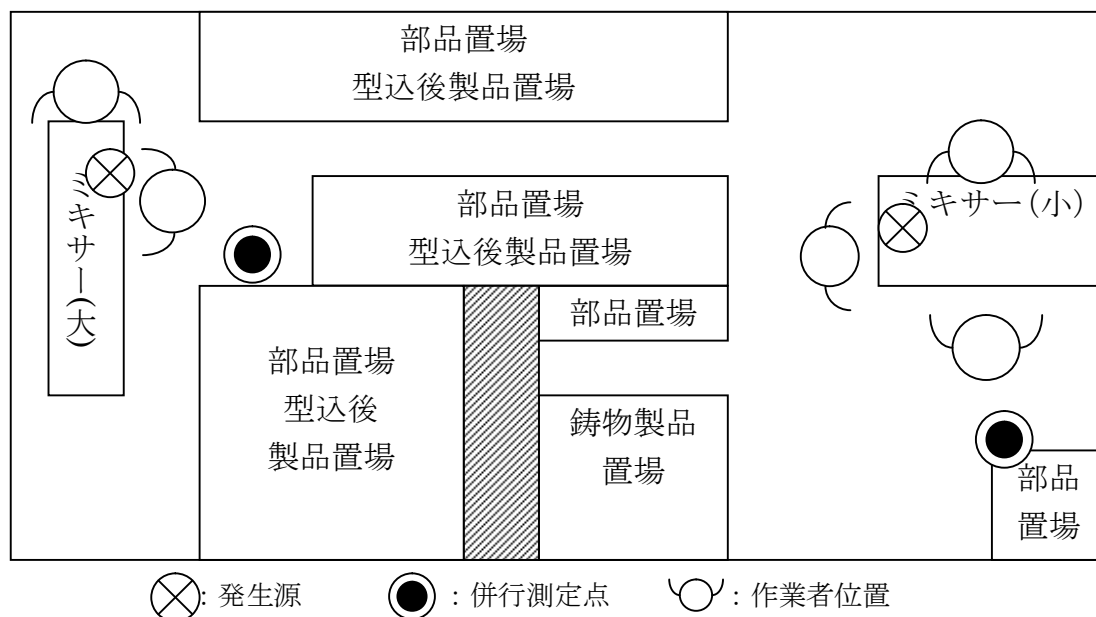 部品置場
型込後製品置場
ミキサー(大)
部品置場
型込後製品置場
ミキサー(小)
部品置場
部品置場
型込後
製品置場
鋳物製品
置場
部品
置場
: 発生源
: 併行測定点
: 作業者位置